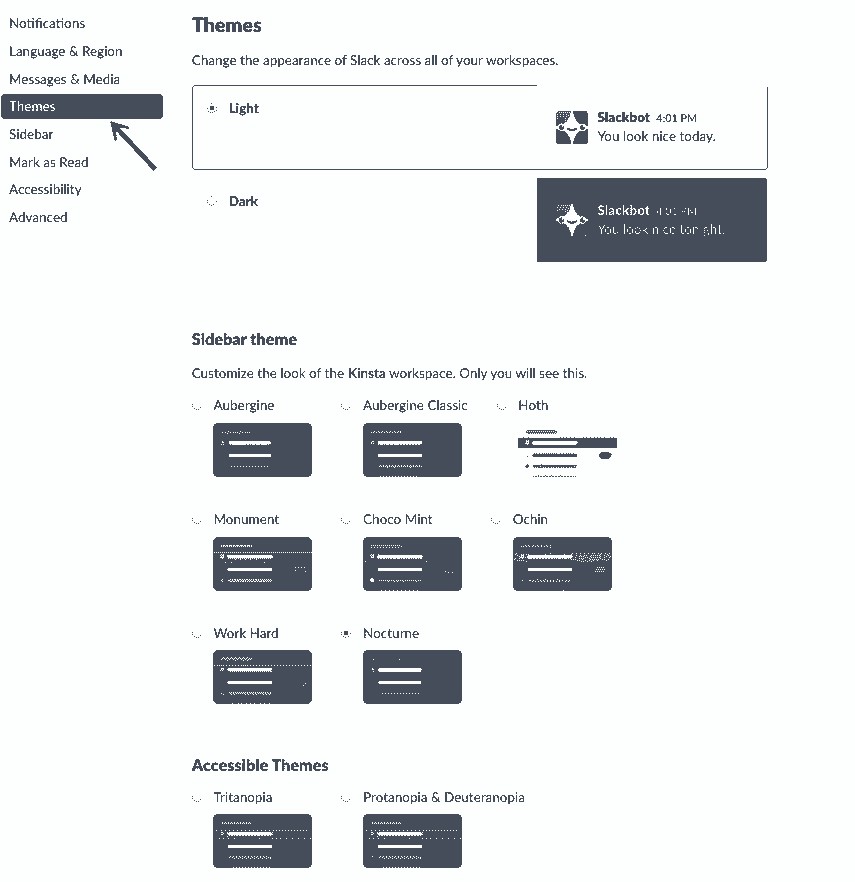 Notifications
Language & Region
Messages & Media
Themes
Sidebar
Mark as Read
Accessibility
Advanced
Themes
Change the appearance of Slack across all of your workspaces.
Light
Slackbot 4:01 PM
You look nice today.
Dark
Slackbot 4:01 PM
You look nice tonight.
Sidebar theme
Customize the look of the Kinsta workspace. Only you will see this.
Aubergine Aubergine Classic Hoth
Monument Choco Mint Ochin
Work Hard Nocturne
Accessible Themes
Tritanopia Protanopia & Deuteranopia